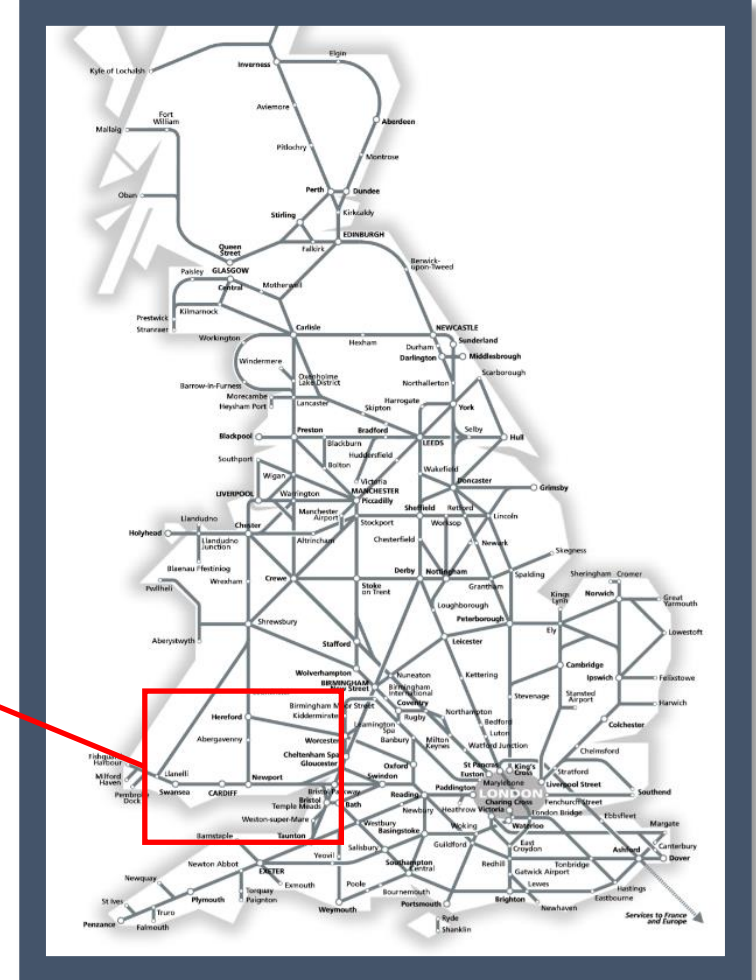 Elgin
Inverness
Kyle of Lochalsh
Aviemore
Fort
William
Mallaig
Aberdeen
Pitlochry
Montrose
Perth
Dundee
Oban
Stirling
Kirkcaldy
EDINBURGH
Queen
Street
Falkirk
Berwick-
upon-Tweed
Paisley
GLASGOW
Central
Motherwell
Prestwick
Kilmarnock
Stranraer
Carlisle
NEWCASTLE
Workington
Hexham
Durham
Sunderland
Darlington
Middlesbrough
Windermere
Oxenholme
Lake District
Northallerton
Scarborough
Barrow-in-Furness
Morecambe
Heysham Port
Lancaster
Harrogate
York
Skipton
Blackpool
Preston
Bradford
LEEDS
Selby
Hull
Blackburn
Huddersfield
Southport
Bolton
Wakefield
Wigan
Victoria
Doncaster
LIVERPOOL
Warrington
MANCHESTER
Piccadilly
Grimsby
Manchester
Airport
Sheffield
Retford
Llandudno
Stockport
Worksop
Lincoln
Holyhead
Chester
Llandudno
Junction
Altrincham
Chesterfield
Newark
Skegness
Blaenau Ffestiniog
Wrexham
Crewe
Stoke
on Trent
Derby
Nottingham
Spalding
Sheringham
Cromer
Pwllheli
Grantham
Kings
Lynn
Norwich
Great
Yarmouth
Loughborough
Shrewsbury
Peterborough
Ely
Lowestoft
Aberystwyth
Stafford
Leicester
Wolverhampton
Cambridge
BIRMINGHAM
New Street
Nuneaton
Kettering
Ipswich
Felixstowe
Birmingham
International
Stansted
Airport
Birmingham Moor Street
Coventry
Stevenage
Harwich
Kidderminster
Rugby
Northampton
Hereford
Leamington
Spa
Bedford
Colchester
Worcester
Banbury
Milton
Keynes
Luton
Abergavenny
Watford Junction
Chelmsford
Cheltenham Spa
Gloucester
Oxford
St Pancras
King's
Cross
Stratford
Fishguard
Harbour
Euston
Llanelli
Newport
Swindon
Marylebone
Liverpool Street
Milford
Haven
Swansea
CARDIFF
Bristol Parkway
Reading
Paddington
LONDON
Southend
Pembroke
Dock
Bristol
Temple Meads
Bath
Charing Cross
Fenchurch Street
Newbury
Heathrow
Victoria
London Bridge
Ebbsfleet
Weston-super-Mare
Westbury
Basingstoke
Woking
Waterloo
Margate
Barnstaple
Taunton
Salisbury
Guildford
East
Croydon
Ashford
Canterbury
Yeovil
Newton Abbot
EXETER
Southampton
Central
Redhill
Tonbridge
Dover
Gatwick Airport
Newquay
Exmouth
Poole
Lewes
Hastings
St Ives
Plymouth
Torquay
Paignton
Bournemouth
Eastbourne
Truro
Weymouth
Portsmouth
Brighton
Newhaven
Penzance
Falmouth
Ryde
Shanklin
Services to France
and Europe